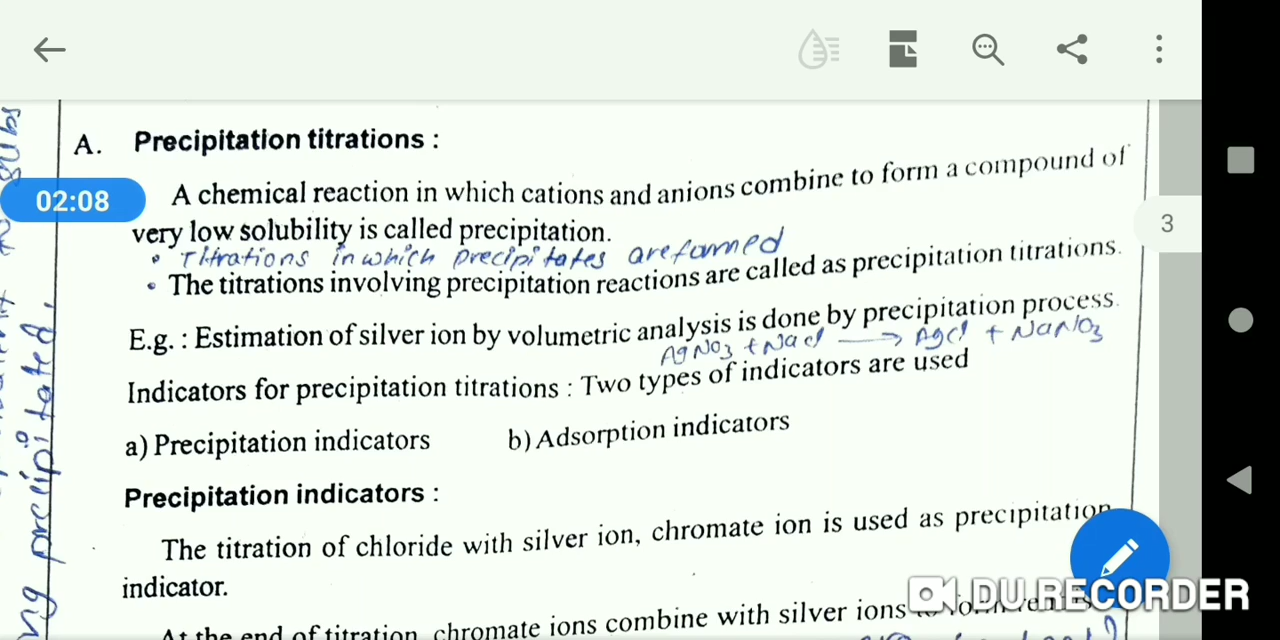 A. Precipitation titrations :
02:08
A chemical reaction in which cations and anions combine to form a compound of
3
very low solubility is called precipitation.
• Titrations in which precipitates are formed
• The titrations involving precipitation reactions are called as precipitation titrations.
E.g. : Estimation of silver ion by volumetric analysis is done by precipitation process.
AgNO3 + NaCl → AgCl + NaNO3
Indicators for precipitation titrations : Two types of indicators are used
a) Precipitation indicators b) Adsorption indicators
Precipitation indicators :
The titration of chloride with silver ion, chromate ion is used as precipitation
indicator.
DU RECORDER
At the end of titration, chromate ions combine with silver ions
ng precipitated,